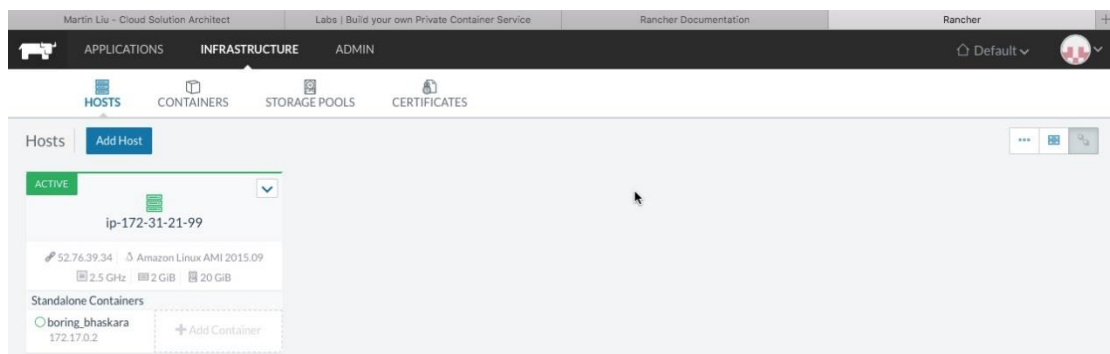 Martin Liu - Cloud Solution Architect
Labs | Build your own Private Container Service
Rancher Documentation
Rancher
APPLICATIONS INFRASTRUCTURE ADMIN Default
HOSTS CONTAINERS STORAGE POOLS CERTIFICATES
Hosts Add Host
ACTIVE
ip-172-31-21-99
52.76.39.34 Amazon Linux AMI 2015.09
2.5 GHz 2 GiB 20 GiB
Standalone Containers
boring_bhaskara
172.17.0.2
+ Add Container